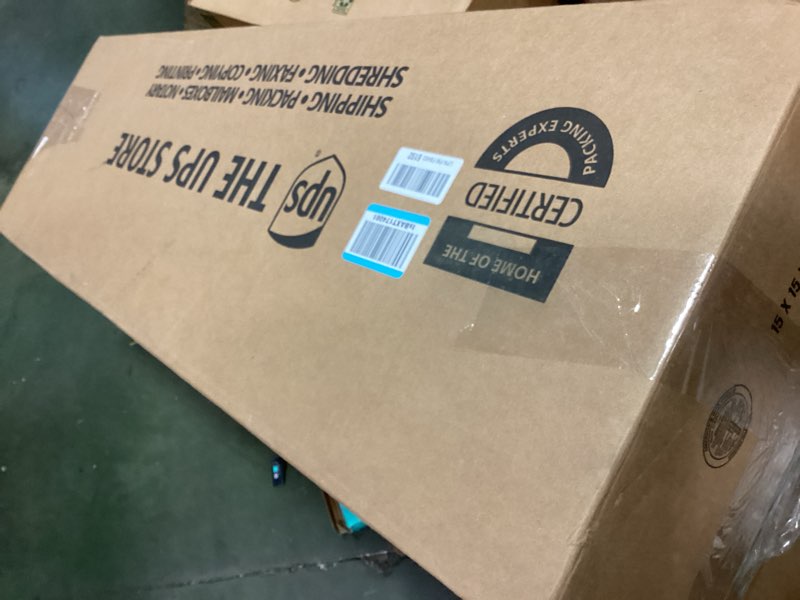 THE UPS STORE
ups
SHIPPING • PACKING • MAILBOXES • NOTARY
SHREDDING • FAXING • COPYING • PRINTING
HOME OF THE
CERTIFIED
PACKING EXPERTS
15 X 15